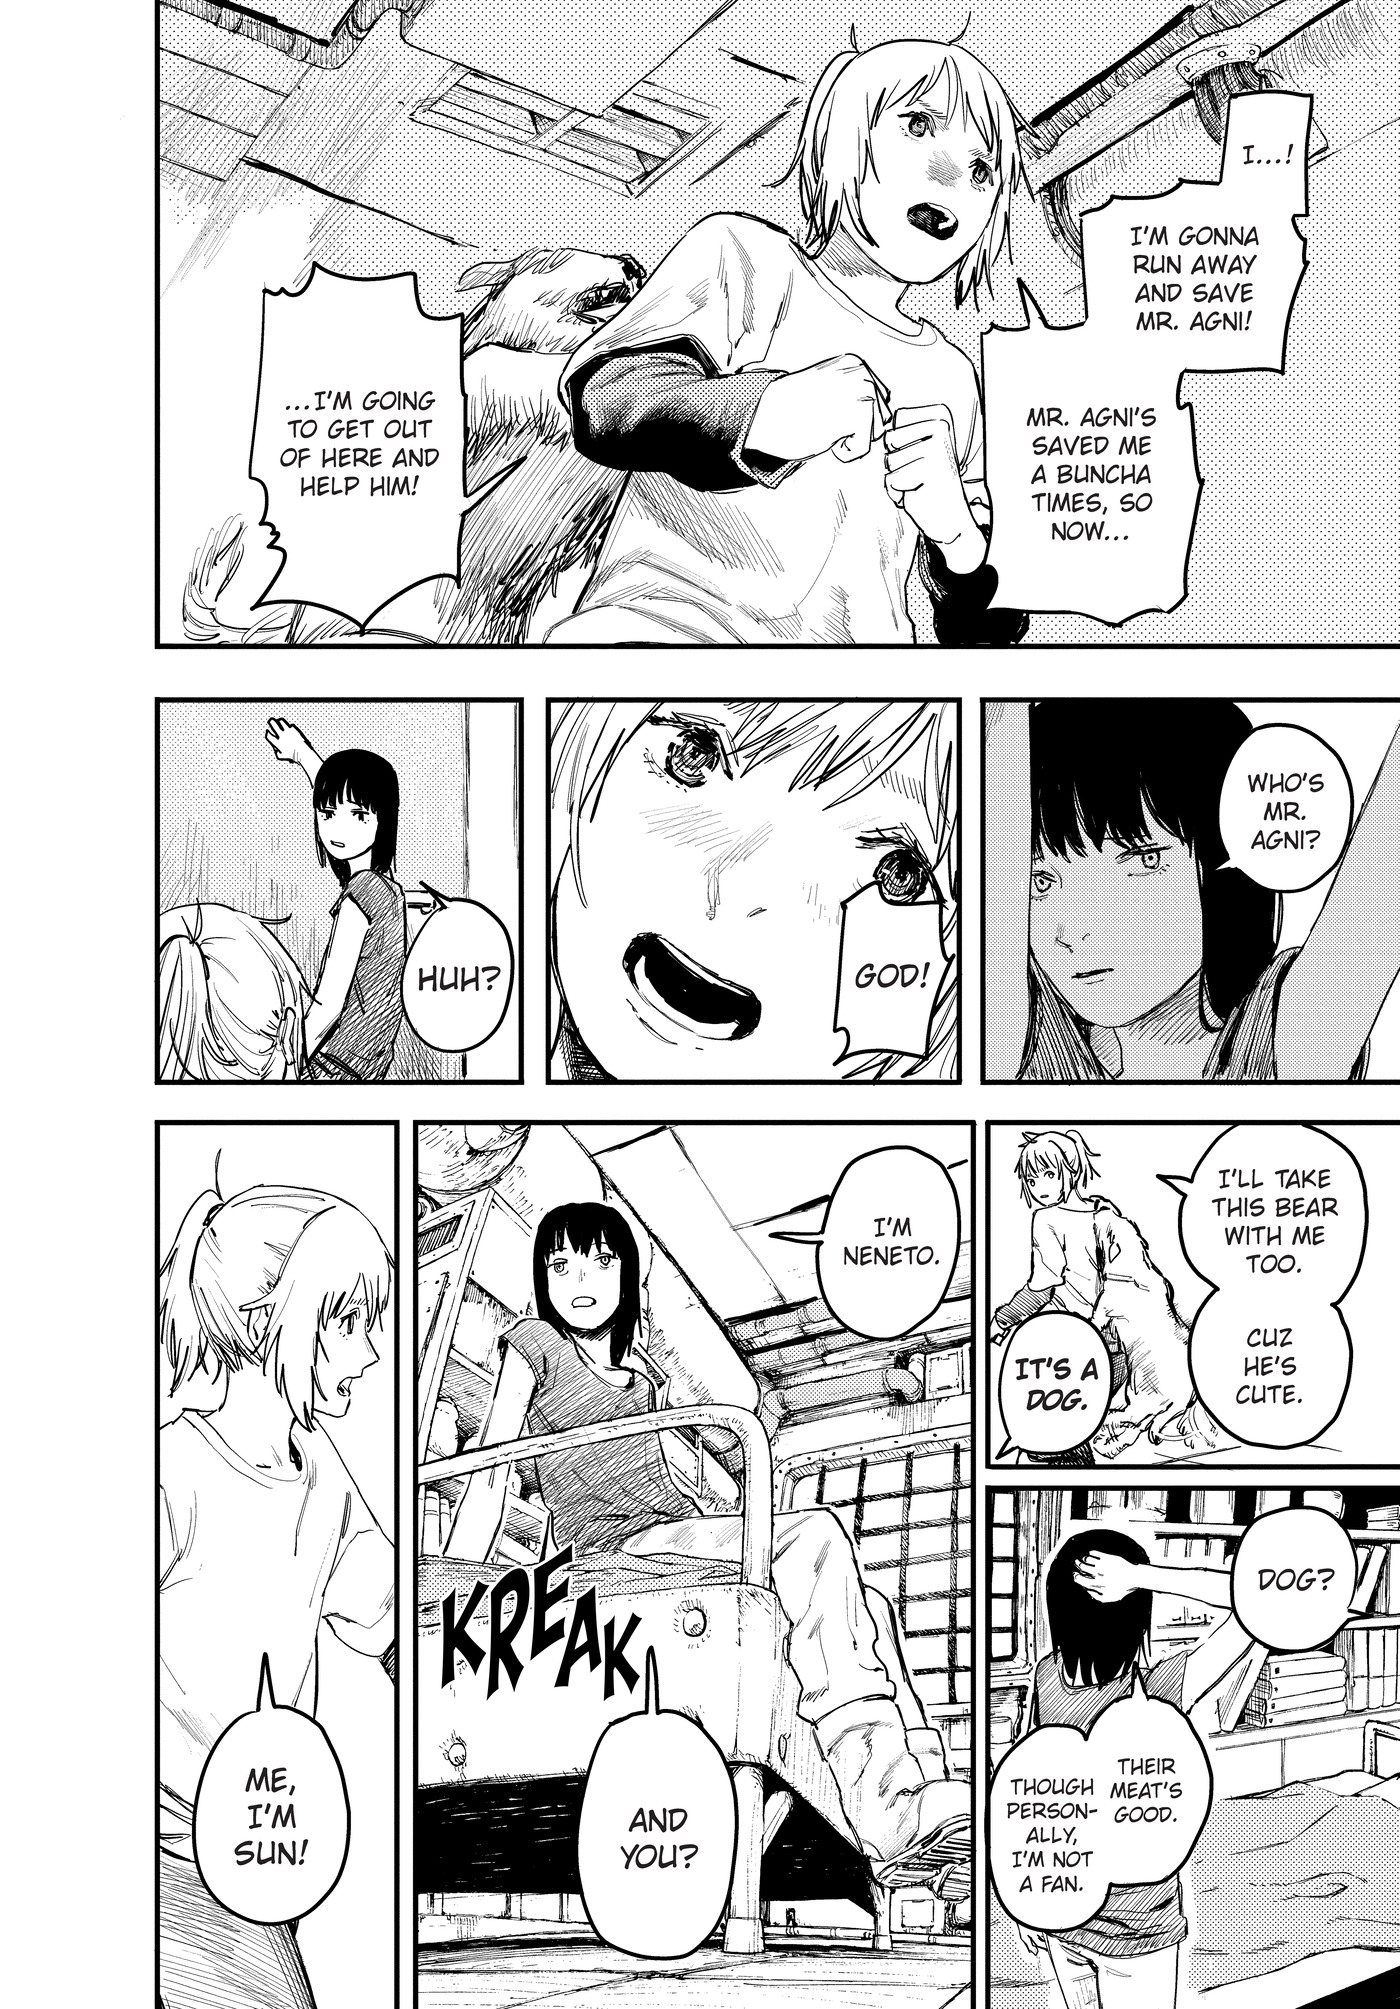 I...!
I'M GONNA
RUN AWAY
AND SAVE
MR. AGNI!
MR. AGNI'S
SAVED ME
A BUNCHA
TIMES, SO
NOW...
...I'M GOING
TO GET OUT
OF HERE AND
HELP HIM!
WHO'S
MR.
AGNI?
GOD!
HUH?
I'LL TAKE
THIS BEAR
WITH ME
TOO.
CUZ
HE'S
CUTE.
IT'S A
DOG.
DOG?
THEIR
MEAT'S
GOOD.
THOUGH
PERSON-
ALLY,
I'M NOT
A FAN.
I'M
NENETO.
KREAK
AND
YOU?
ME,
I'M
SUN!